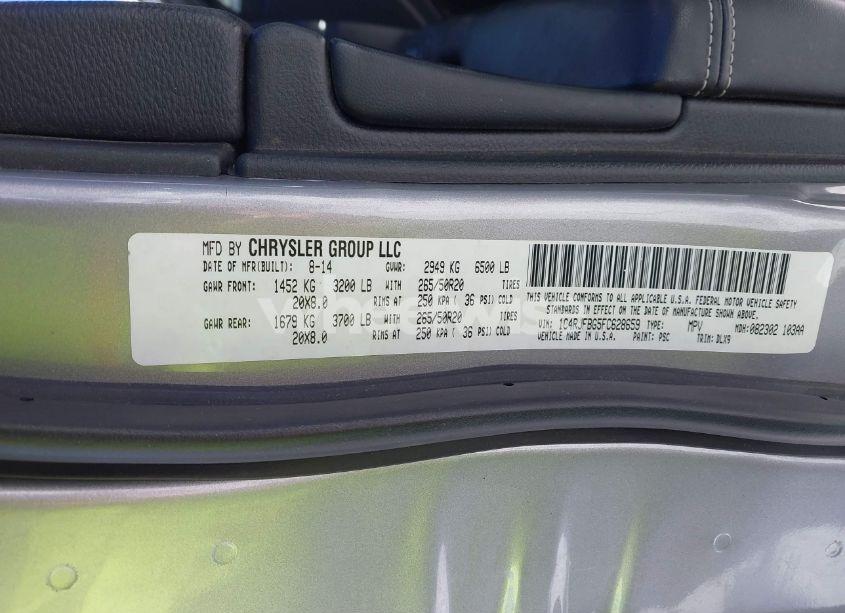 MFD BY CHRYSLER GROUP LLC
DATE OF MFR(BUILT): 8-14 GVWR: 2949 KG 6500 LB
GAWR FRONT: 1452 KG 3200 LB WITH 265/50R20 TIRES
20X8.0 RIMS AT 250 KPA ( 36 PSI) COLD
GAWR REAR: 1679 KG 3700 LB WITH 265/50R20 TIRES
20X8.0 RIMS AT 250 KPA ( 36 PSI) COLD
THIS VEHICLE CONFORMS TO ALL APPLICABLE U.S.A. FEDERAL MOTOR VEHICLE SAFETY
STANDARDS IN EFFECT ON THE DATE OF MANUFACTURE SHOWN ABOVE.
VIN: 1C4RJFBG5FC628659 TYPE: MPV MDH:082302 103AA
VEHICLE MADE IN U.S.A. PAINT: PSC TRIM: DLX9